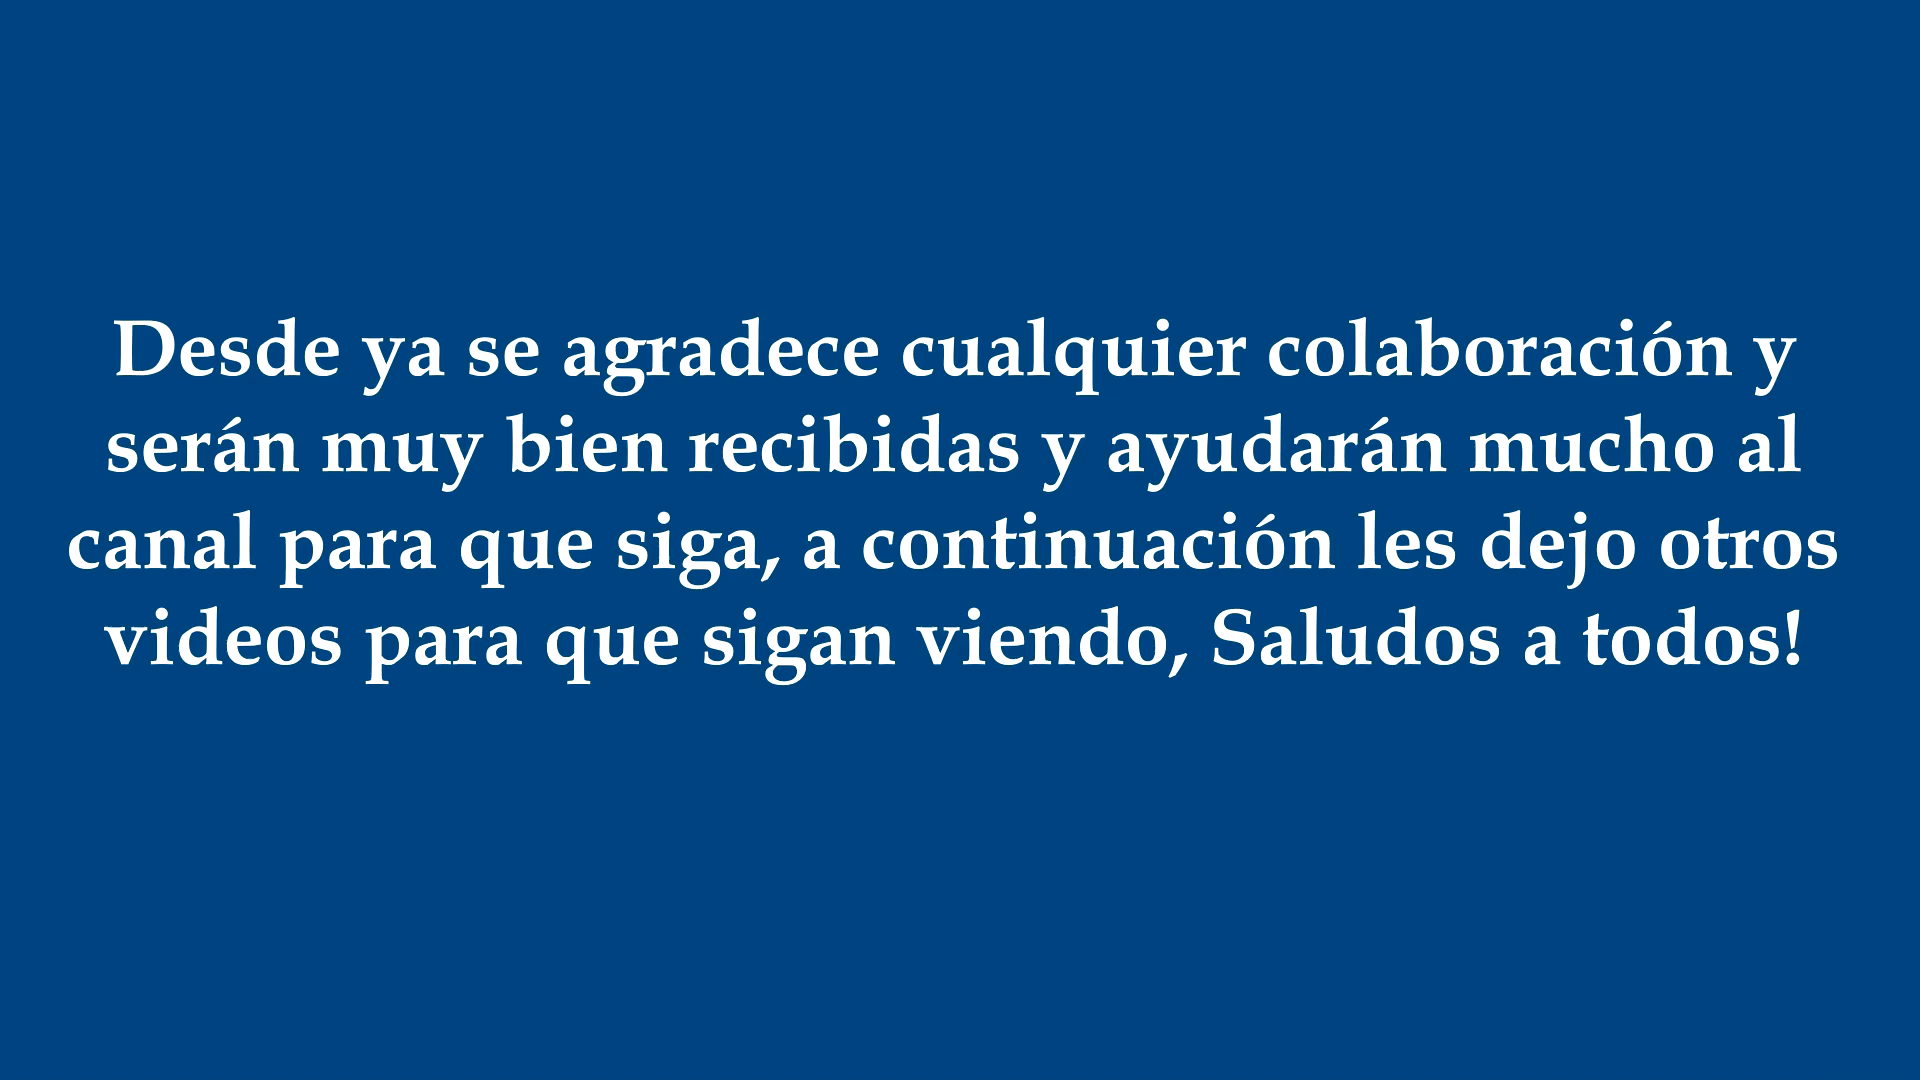 Desde ya se agradece cualquier colaboración y
serán muy bien recibidas y ayudarán mucho al
canal para que siga, a continuación les dejo otros
videos para que sigan viendo, Saludos a todos!